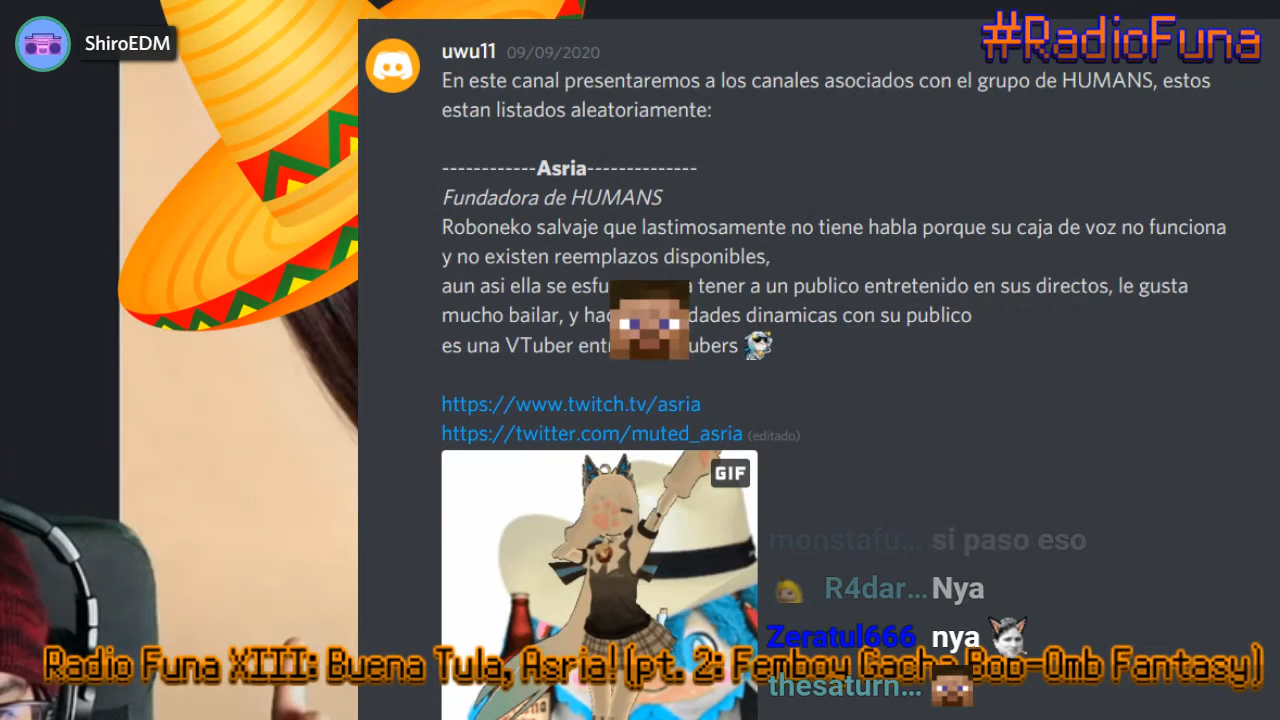 ShiroEDM
#RadioFuna
uwu11 09/09/2020
En este canal presentaremos a los canales asociados con el grupo de HUMANS, estos
estan listados aleatoriamente:
------------Asria--------------
Fundadora de HUMANS
Roboneko salvaje que lastimosamente no tiene habla porque su caja de voz no funciona
y no existen reemplazos disponibles,
aun asi ella se esfu a tener a un publico entretenido en sus directos, le gusta
mucho bailar, y hac dades dinamicas con su publico
es una VTuber ent ubers
https://www.twitch.tv/asria
https://twitter.com/muted_asria (editado)
GIF
monstafu... si paso eso
R4dar... Nya
Zeratul666 nya
Radio Funa XIII: Buena Tula, Asria! (pt. 2: Femboy Gacha Boo-Omb Fantasy)
thesaturn...